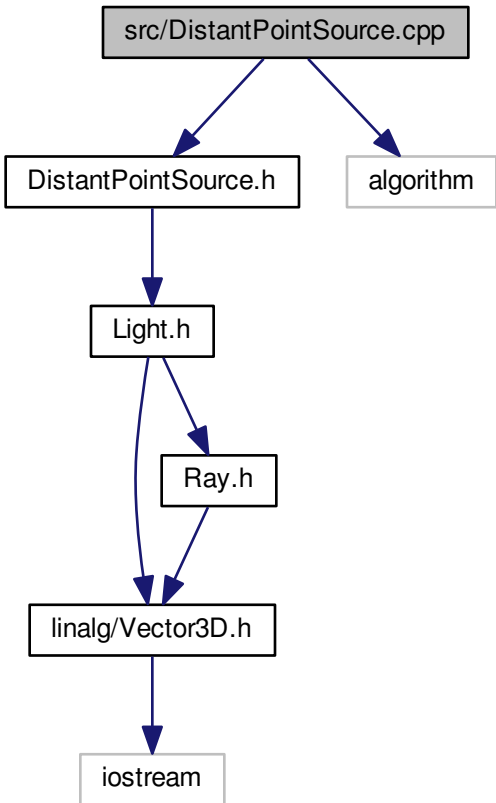 src/DistantPointSource.cpp
DistantPointSource.h
algorithm
Light.h
Ray.h
linalg/Vector3D.h
iostream